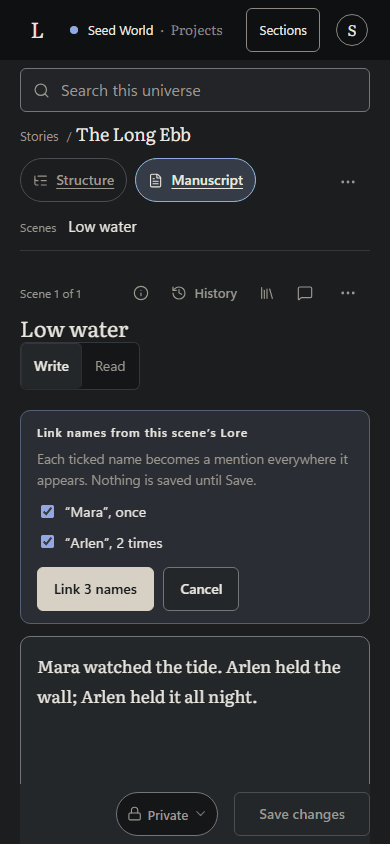 L Seed World · Projects Sections S
Search this universe
Stories / The Long Ebb
Structure Manuscript ...
Scenes Low water
Scene 1 of 1 History ...
Low water
Write Read
Link names from this scene's Lore
Each ticked name becomes a mention everywhere it
appears. Nothing is saved until Save.
“Mara”, once
“Arlen”, 2 times
Link 3 names Cancel
Mara watched the tide. Arlen held the
wall; Arlen held it all night.
Private Save changes